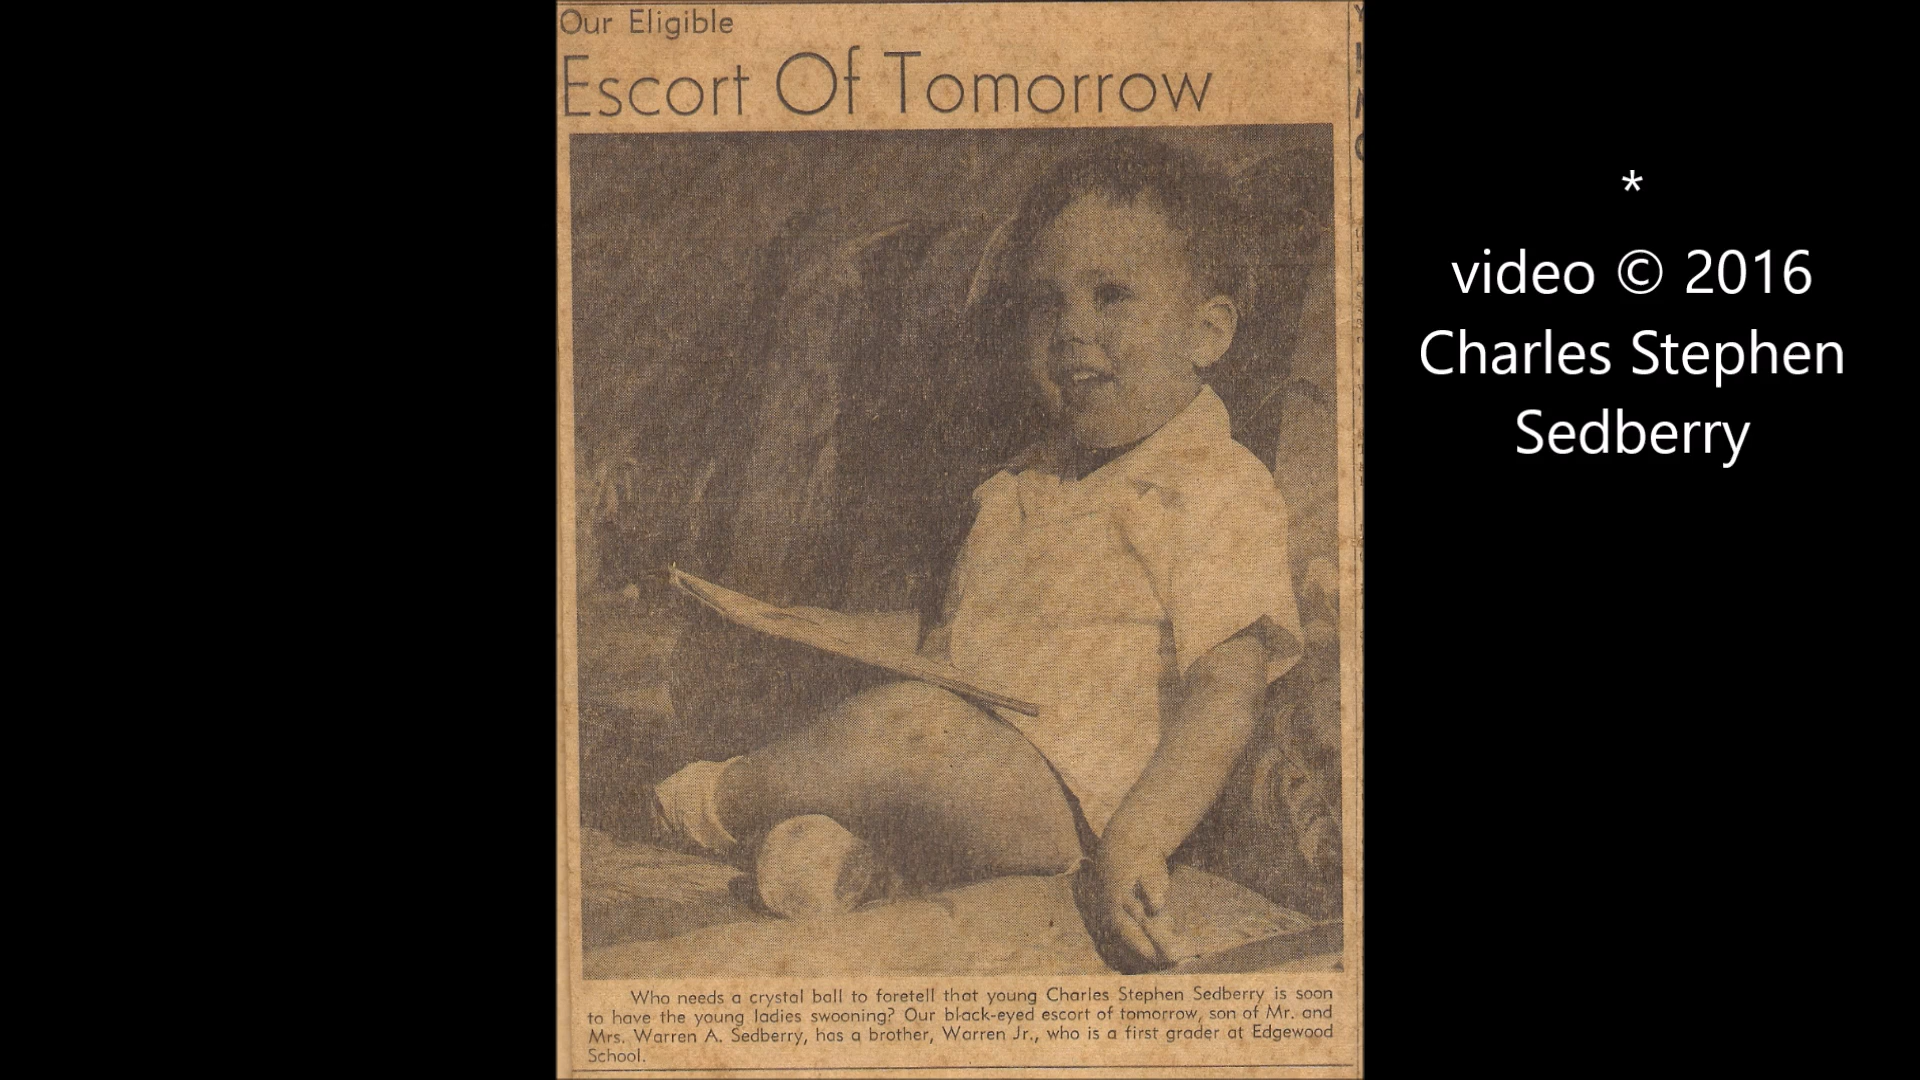 Our Eligible
Escort Of Tomorrow
Who needs a crystal ball to foretell that young Charles Stephen Sedberry is soon
to have the young ladies swooning? Our black-eyed escort of tomorrow, son of Mr. and
Mrs. Warren A. Sedberry, has a brother, Warren Jr., who is a first grader at Edgewood
School.
*
video © 2016
Charles Stephen
Sedberry